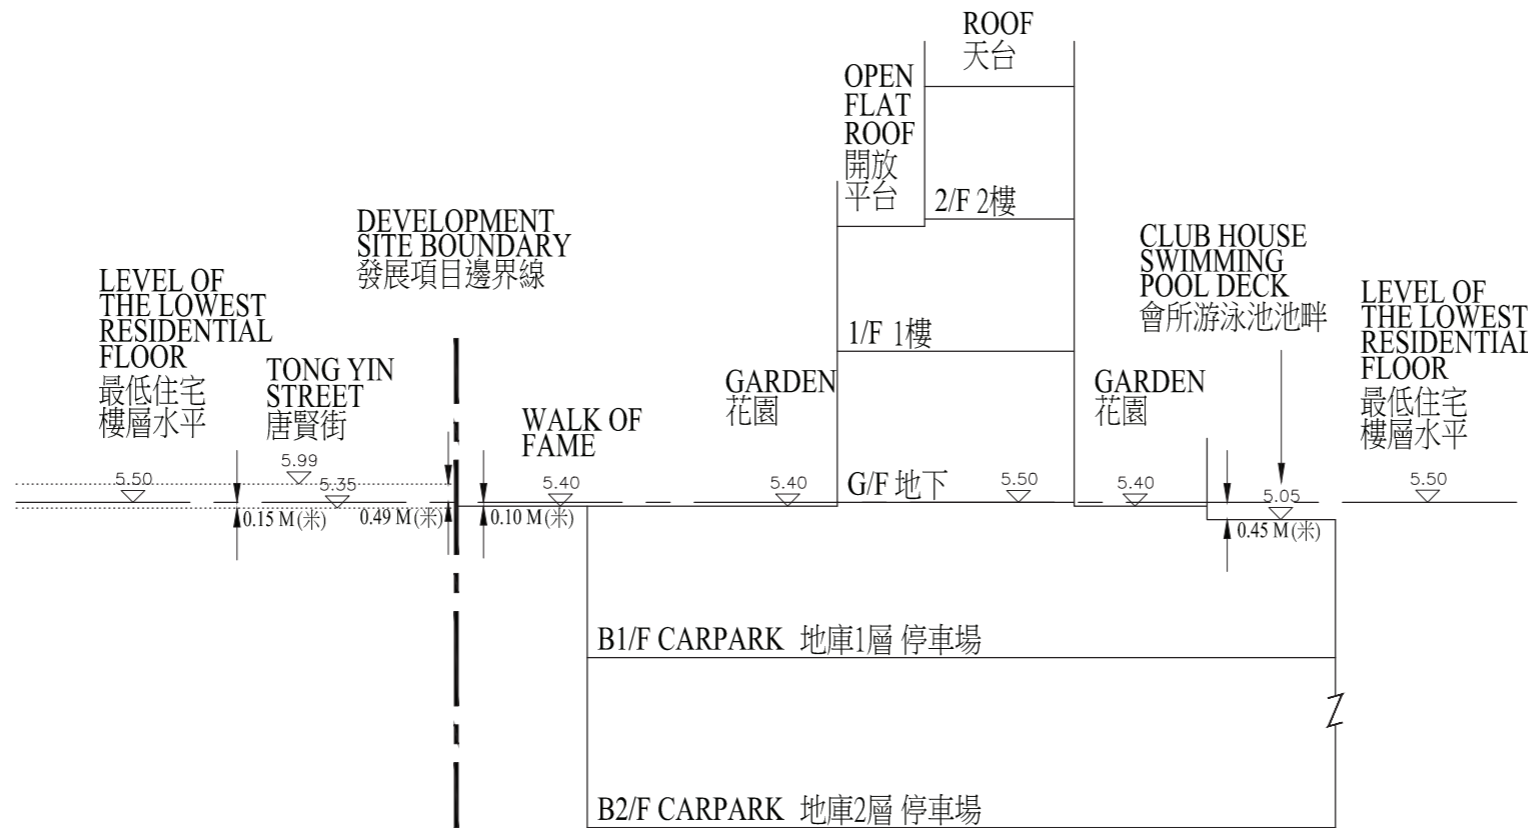 ROOF
天台
OPEN
FLAT
ROOF
開放
平台
2/F 2樓
DEVELOPMENT
SITE BOUNDARY
發展項目邊界線
CLUB HOUSE
SWIMMING
POOL DECK
會所游泳池池畔
LEVEL OF
THE LOWEST
RESIDENTIAL
FLOOR
最低住宅
樓層水平
LEVEL OF
THE LOWEST
RESIDENTIAL
FLOOR
最低住宅
樓層水平
1/F 1樓
TONG YIN
STREET
唐賢街
GARDEN
花園
GARDEN
花園
WALK OF
FAME
5.50
5.99
5.35
5.40
5.40
G/F 地下
5.50
5.40
5.05
5.50
0.15 M (米)
0.49 M (米)
0.10 M (米)
0.45 M (米)
B1/F CARPARK 地庫1層 停車場
B2/F CARPARK 地庫2層 停車場